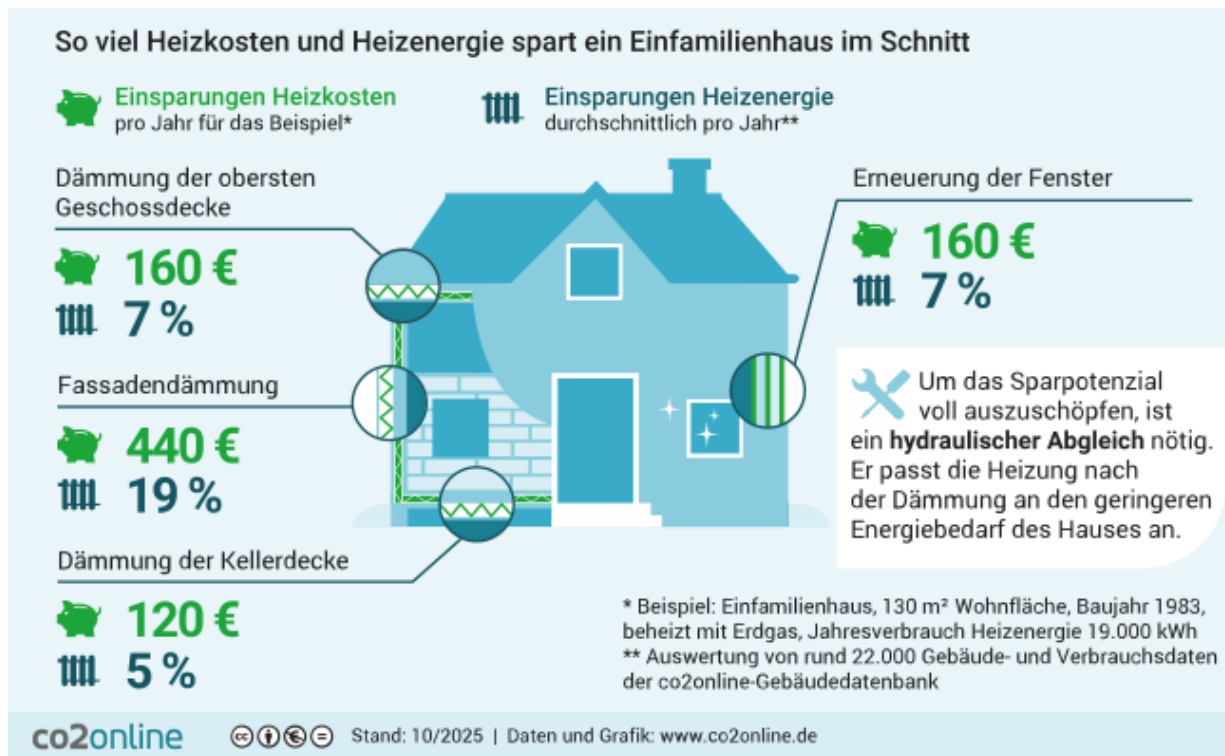 So viel Heizkosten und Heizenergie spart ein Einfamilienhaus im Schnitt
Einsparungen Heizkosten
pro Jahr für das Beispiel*
Einsparungen Heizenergie
durchschnittlich pro Jahr**
Dämmung der obersten
Geschossdecke
160 €
7 %
Fassadendämmung
440 €
19 %
Dämmung der Kellerdecke
120 €
5 %
Erneuerung der Fenster
160 €
7 %
Um das Sparpotenzial
voll auszuschöpfen, ist
ein hydraulischer Abgleich nötig.
Er passt die Heizung nach
der Dämmung an den geringeren
Energiebedarf des Hauses an.
* Beispiel: Einfamilienhaus, 130 m² Wohnfläche, Baujahr 1983,
beheizt mit Erdgas, Jahresverbrauch Heizenergie 19.000 kWh
** Auswertung von rund 22.000 Gebäude- und Verbrauchsdaten
der co2online-Gebäudedatenbank
co2online
Stand: 10/2025 | Daten und Grafik: www.co2online.de